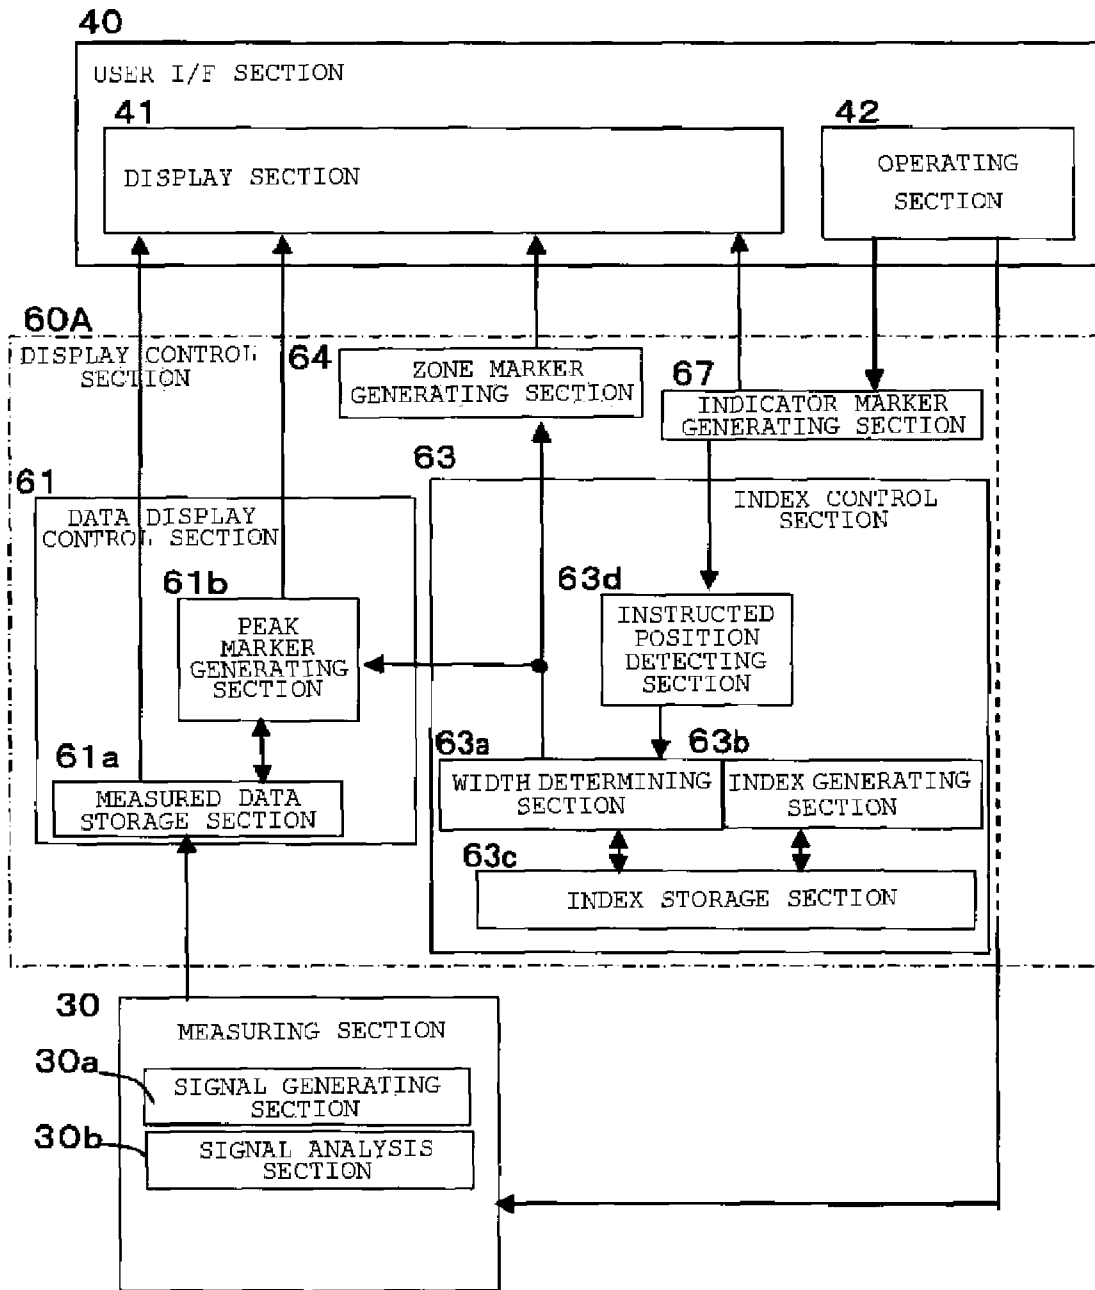 40
USER I/F SECTION
41
DISPLAY SECTION
42
OPERATING
SECTION
60A
DISPLAY CONTROL
SECTION
64
ZONE MARKER
GENERATING SECTION
67
INDICATOR MARKER
GENERATING SECTION
61
DATA DISPLAY
CONTROL SECTION
63
INDEX CONTROL
SECTION
61b
PEAK
MARKER
GENERATING
SECTION
63d
INSTRUCTED
POSITION
DETECTING
SECTION
61a
MEASURED DATA
STORAGE SECTION
63a
WIDTH DETERMINING
SECTION
63b
INDEX GENERATING
SECTION
63c
INDEX STORAGE SECTION
30
MEASURING SECTION
30a
SIGNAL GENERATING
SECTION
30b
SIGNAL ANALYSIS
SECTION